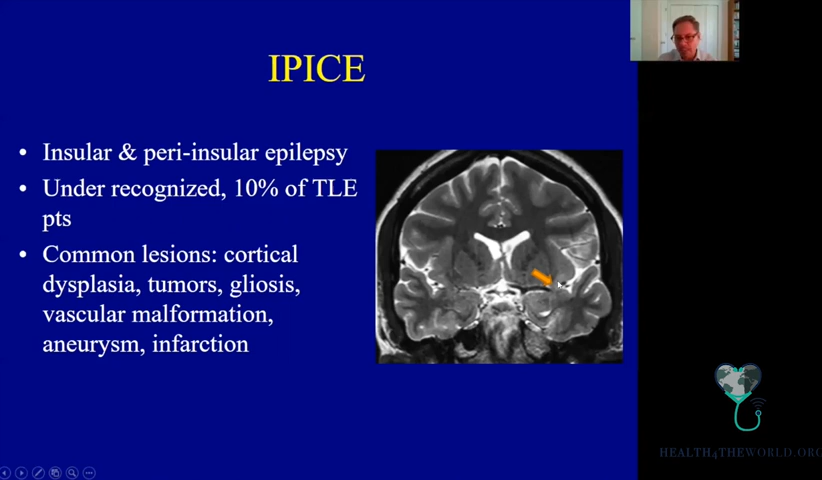 IPICE
• Insular & peri-insular epilepsy
• Under recognized, 10% of TLE
pts
• Common lesions: cortical
dysplasia, tumors, gliosis,
vascular malformation,
aneurysm, infarction
HEALTH4THEWORLD.ORG